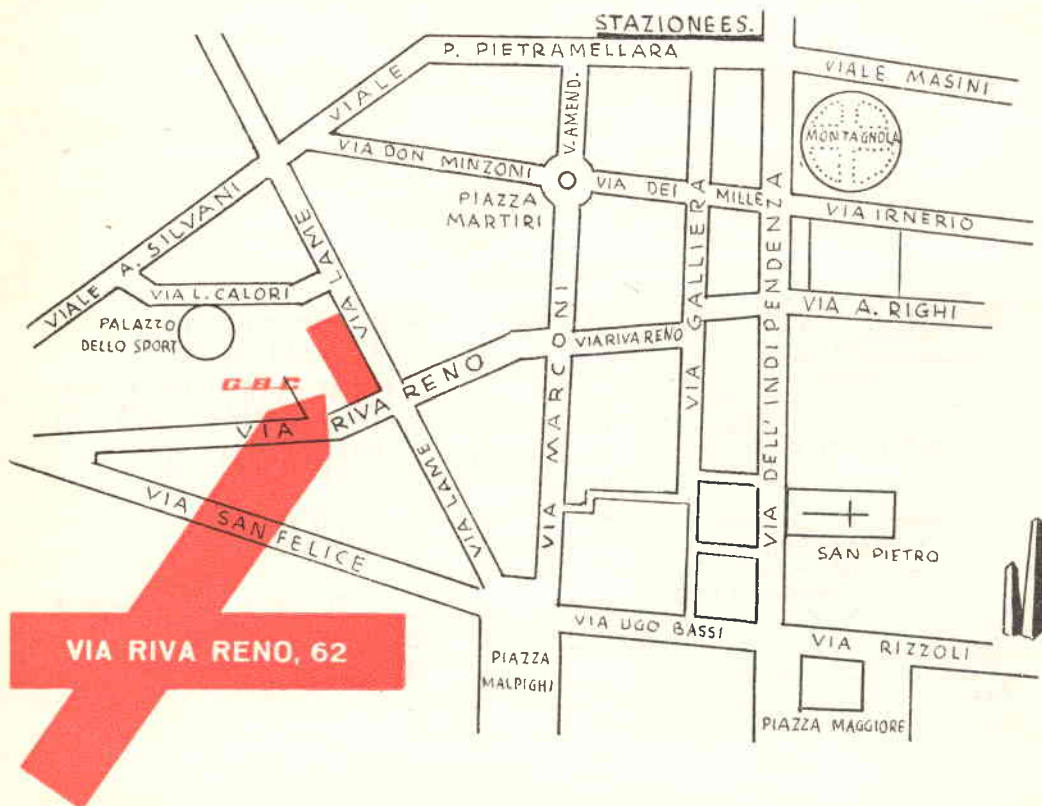 STAZIONE ES.
P. PIETRAMELLARA
VIALE
VIALE MASINI
V. AMEND.
MONTAGNOLA
VIA DON MINZONI
VIA DEI MILLE
PIAZZA
MARTIRI
VIA IRNERIO
VIALE A. SILVANI
VIA LAME
VIA L. CALORI
VIA GALLIERA
VIA DELL'INDIPENDENZA
VIA A. RIGHI
PALAZZO
DELLO SPORT
VIA RIVA RENO
VIA MARCONI
G.B.C
VIA RIVA RENO
VIA LAME
VIA SAN FELICE
SAN PIETRO
VIA UGO BASSI
VIA RIZZOLI
VIA RIVA RENO, 62
PIAZZA
MALPIGHI
PIAZZA MAGGIORE